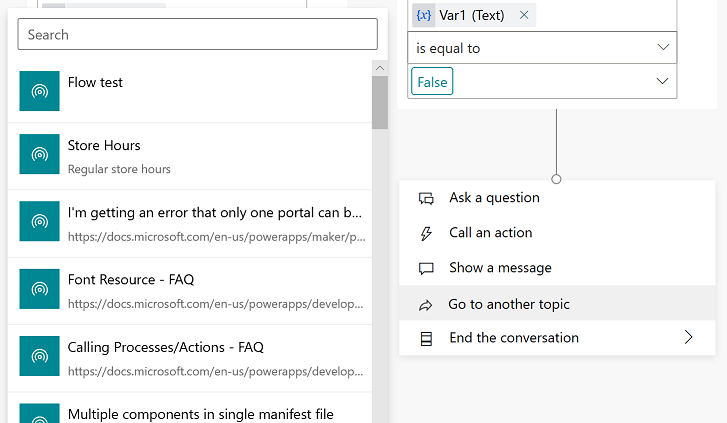 Search
Flow test
Store Hours
Regular store hours
I'm getting an error that only one portal can b...
https://docs.microsoft.com/en-us/powerapps/maker/p...
Font Resource - FAQ
https://docs.microsoft.com/en-us/powerapps/develop...
Calling Processes/Actions - FAQ
https://docs.microsoft.com/en-us/powerapps/develop...
Multiple components in single manifest file
{x} Var1 (Text) ×
is equal to
False
Ask a question
Call an action
Show a message
Go to another topic
End the conversation